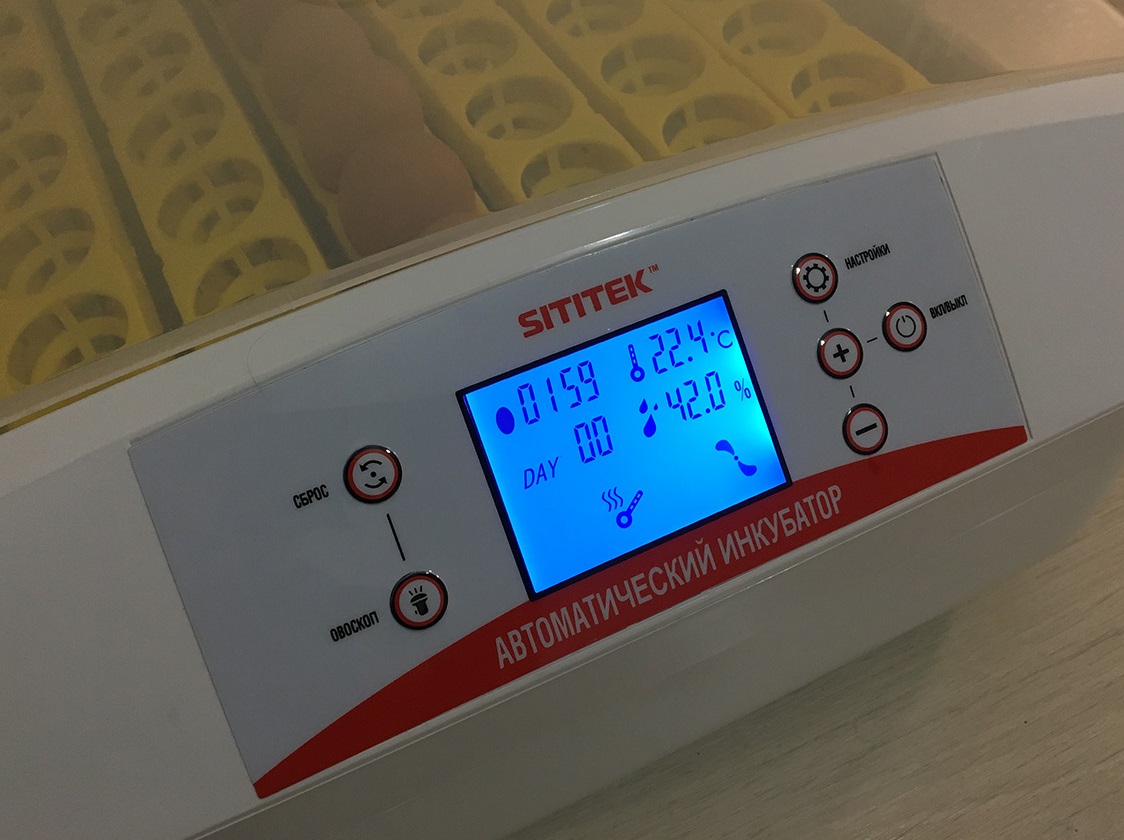 SITITEK™
0159
22.4 °C
42.0 %
DAY 00
СБРОС
ОВОСКОП
НАСТРОЙКИ
ВКЛ/ВЫКЛ
АВТОМАТИЧЕСКИЙ ИНКУБАТОР